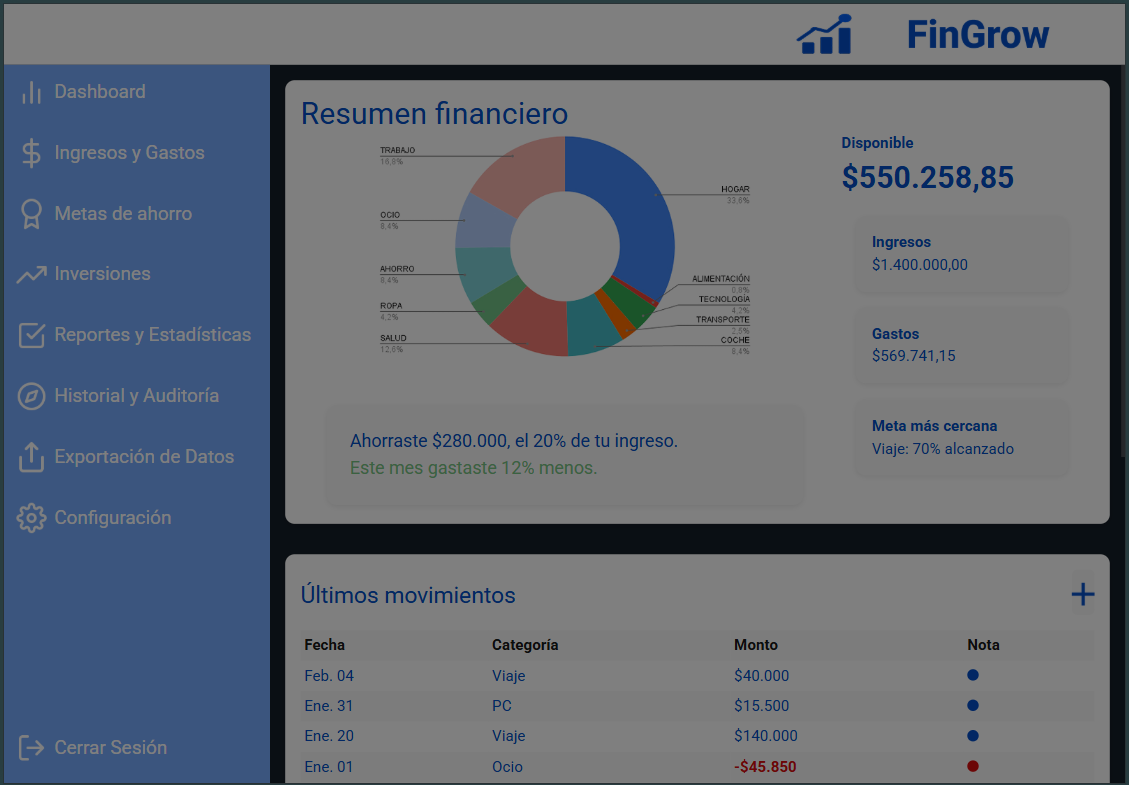 FinGrow
Dashboard
Ingresos y Gastos
Metas de ahorro
Inversiones
Reportes y Estadísticas
Historial y Auditoría
Exportación de Datos
Configuración
Cerrar Sesión
Resumen financiero
TRABAJO
16,8%
OCIO
8,4%
AHORRO
8,4%
ROPA
4,2%
SALUD
12,6%
HOGAR
33,6%
ALIMENTACIÓN
0,8%
TECNOLOGÍA
4,2%
TRANSPORTE
2,5%
COCHE
8,4%
Disponible
$550.258,85
Ingresos
$1.400.000,00
Gastos
$569.741,15
Meta más cercana
Viaje: 70% alcanzado
Ahorraste $280.000, el 20% de tu ingreso.
Este mes gastaste 12% menos.
Últimos movimientos
Fecha Categoría Monto Nota
Feb. 04 Viaje $40.000
Ene. 31 PC $15.500
Ene. 20 Viaje $140.000
Ene. 01 Ocio -$45.850